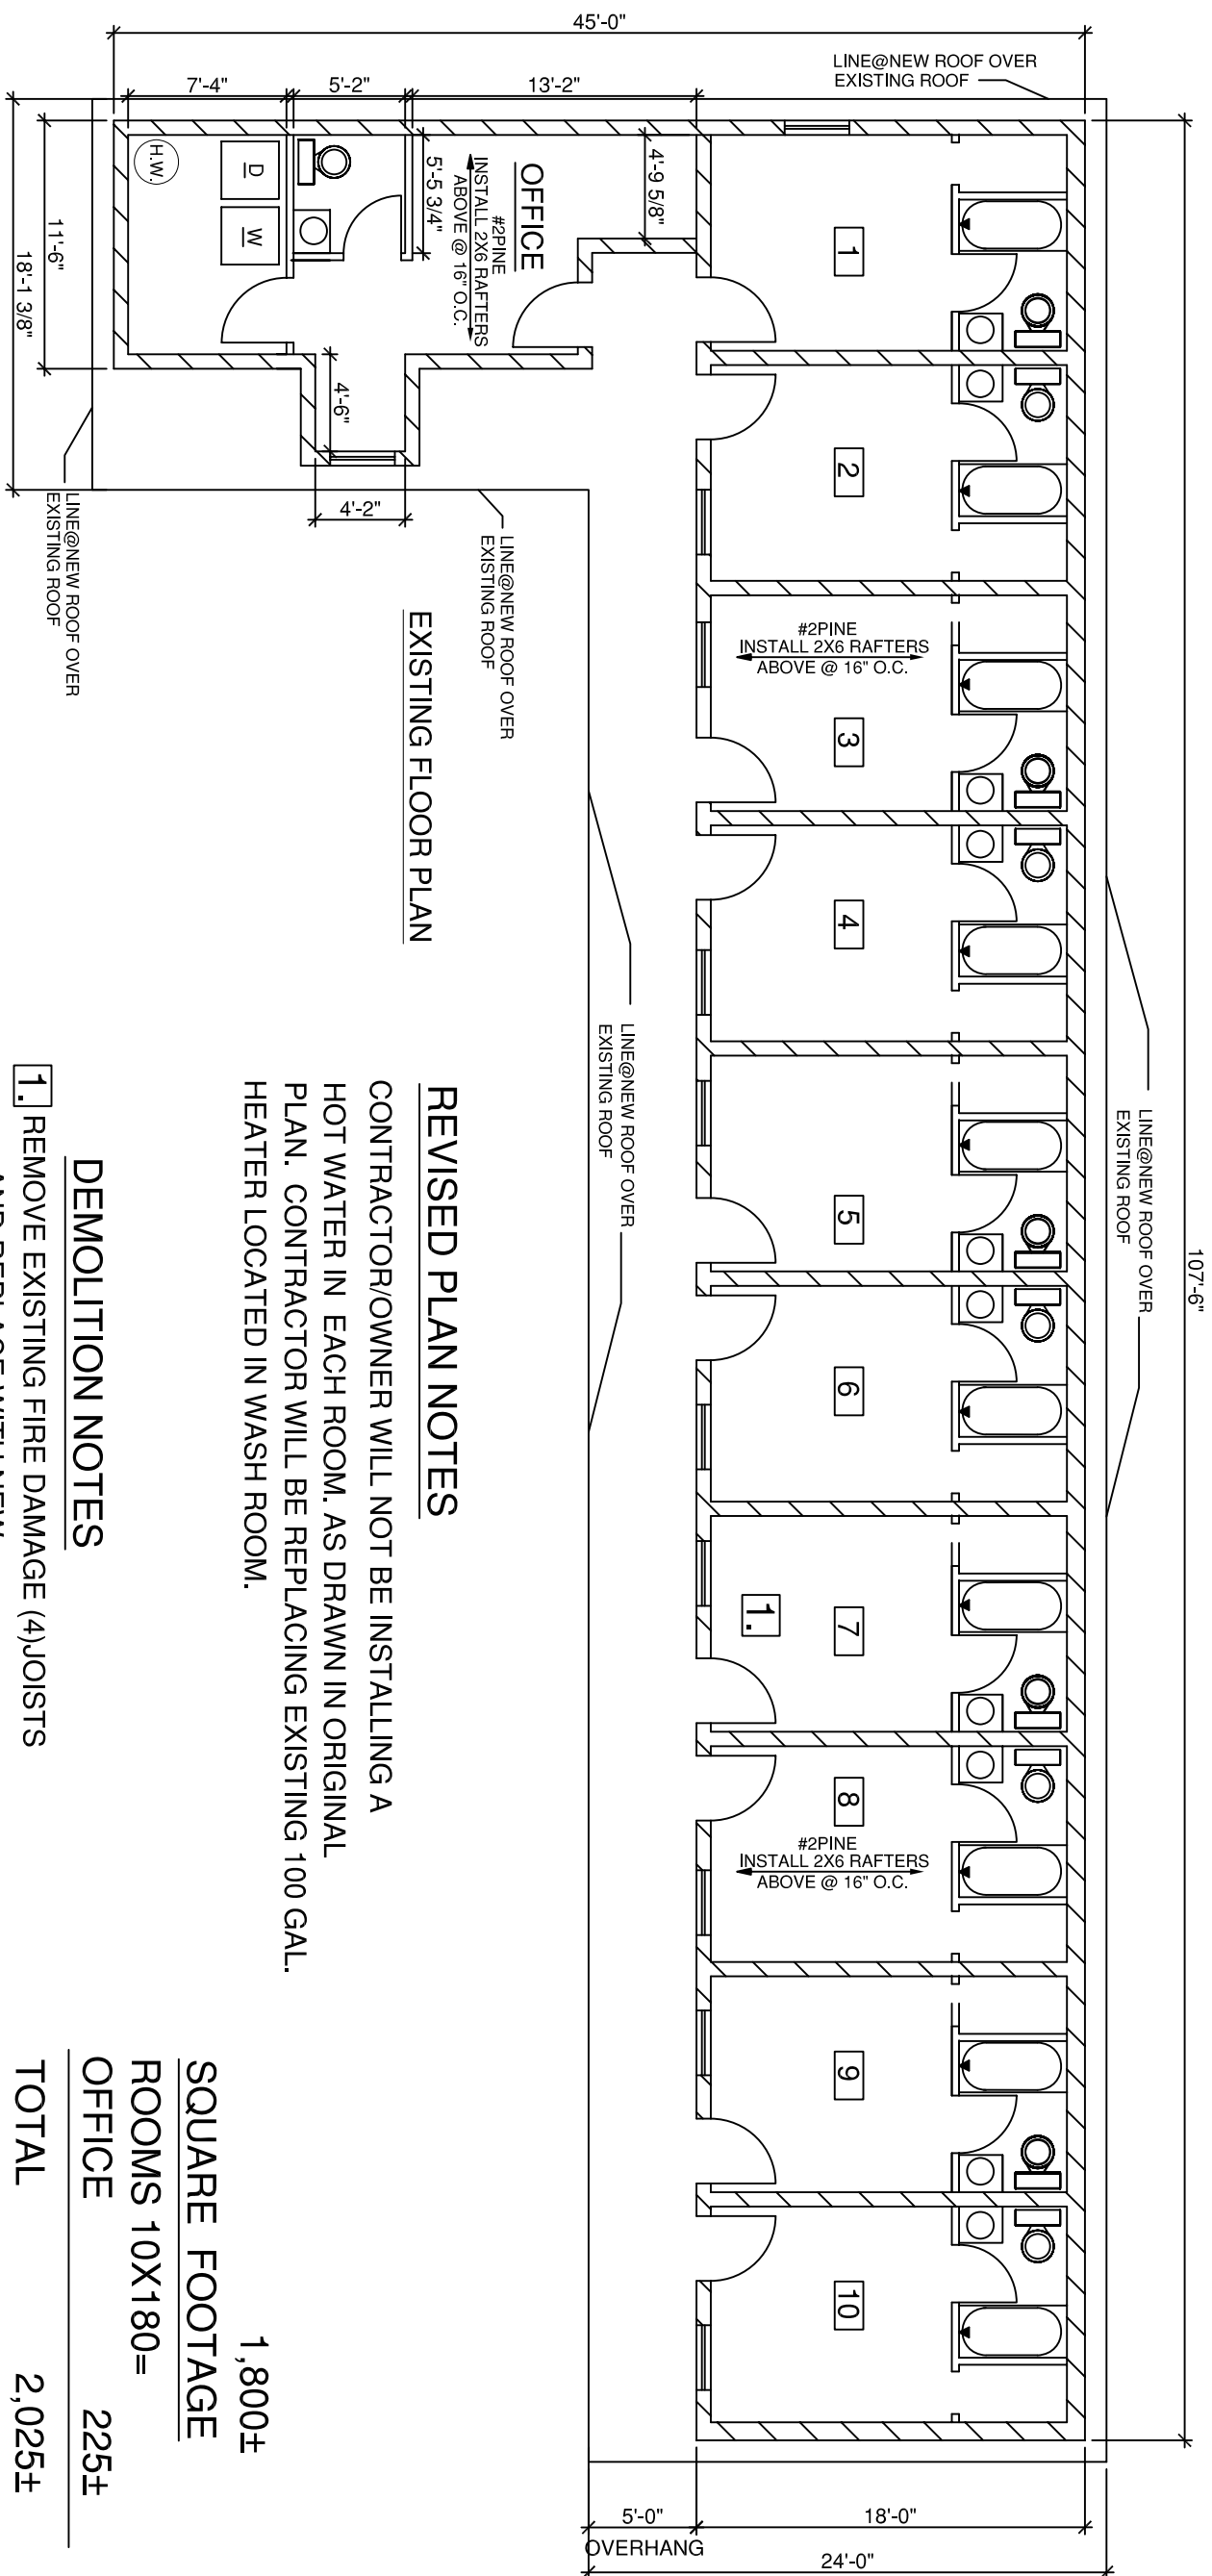 107'-6"
LINE@NEW ROOF OVER
EXISTING ROOF
LINE@NEW ROOF OVER
EXISTING ROOF
45'-0"
7'-4"
5'-2"
13'-2"
1
2
3
4
5
6
7
8
9
10
#2PINE
INSTALL 2X6 RAFTERS
ABOVE @ 16" O.C.
1.
#2PINE
INSTALL 2X6 RAFTERS
ABOVE @ 16" O.C.
18'-0"
5'-0"
OVERHANG
24'-0"
4'-9 5/8"
OFFICE
#2PINE
INSTALL 2X6 RAFTERS
ABOVE @ 16" O.C.
5'-5 3/4"
D
W
H.W.
4'-6"
4'-2"
11'-6"
18'-1 3/8"
LINE@NEW ROOF OVER
EXISTING ROOF
LINE@NEW ROOF OVER
EXISTING ROOF
LINE@NEW ROOF OVER
EXISTING ROOF
EXISTING FLOOR PLAN
REVISED PLAN NOTES
CONTRACTOR/OWNER WILL NOT BE INSTALLING A
HOT WATER IN EACH ROOM. AS DRAWN IN ORIGINAL
PLAN. CONTRACTOR WILL BE REPLACING EXISTING 100 GAL.
HEATER LOCATED IN WASH ROOM.
DEMOLITION NOTES
1. REMOVE EXISTING FIRE DAMAGE (4)JOISTS
AND REPLACE WITH NEW
1,800±
SQUARE FOOTAGE
ROOMS 10X180=
OFFICE 225±
TOTAL 2,025±